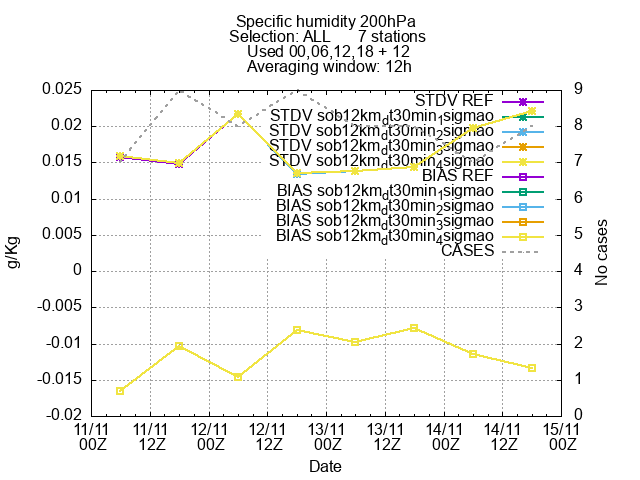 Specific humidity 200hPa
Selection: ALL 7 stations
Used 00,06,12,18 + 12
Averaging window: 12h
STDV REF
STDV sob12km_dt30min_1sigmao
STDV sob12km_dt30min_2sigmao
STDV sob12km_dt30min_3sigmao
STDV sob12km_dt30min_4sigmao
BIAS REF
BIAS sob12km_dt30min_1sigmao
BIAS sob12km_dt30min_2sigmao
BIAS sob12km_dt30min_3sigmao
BIAS sob12km_dt30min_4sigmao
CASES
g/Kg
0.025
0.02
0.015
0.01
0.005
0
-0.005
-0.01
-0.015
-0.02
No cases
9
8
7
6
5
4
3
2
1
0
11/11 11/11 12/11 12/11 13/11 13/11 14/11 14/11 15/11
00Z 12Z 00Z 12Z 00Z 12Z 00Z 12Z 00Z
Date